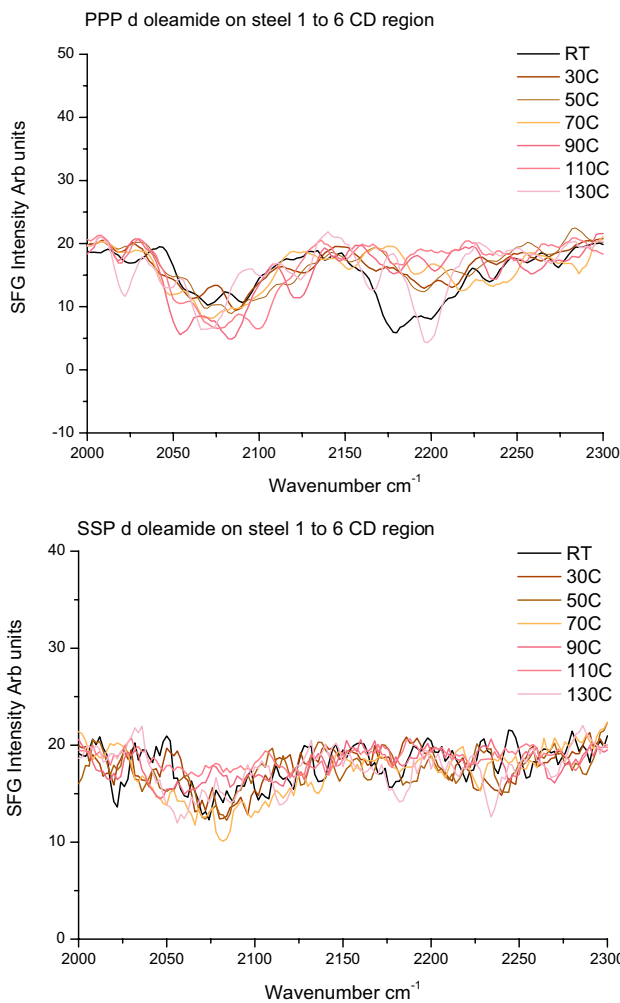 PPP d oleamide on steel 1 to 6 CD region
50
40
30
20
10
0
-10
SFG Intensity Arb units
RT
30C
50C
70C
90C
110C
130C
2000 2050 2100 2150 2200 2250 2300
Wavenumber cm⁻¹
SSP d oleamide on steel 1 to 6 CD region
40
30
20
10
0
SFG Intensity Arb units
RT
30C
50C
70C
90C
110C
130C
2000 2050 2100 2150 2200 2250 2300
Wavenumber cm⁻¹